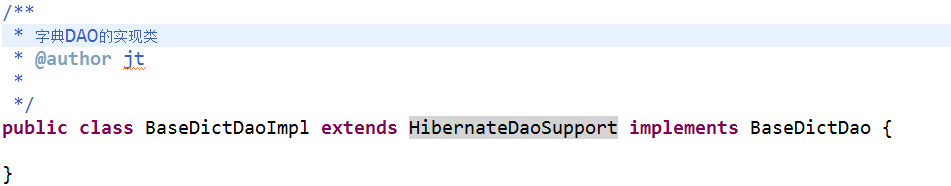 /**
 * 字典DAO的实现类
 * @author jt
 *
 */
public class BaseDictDaoImpl extends HibernateDaoSupport implements BaseDictDao {
}